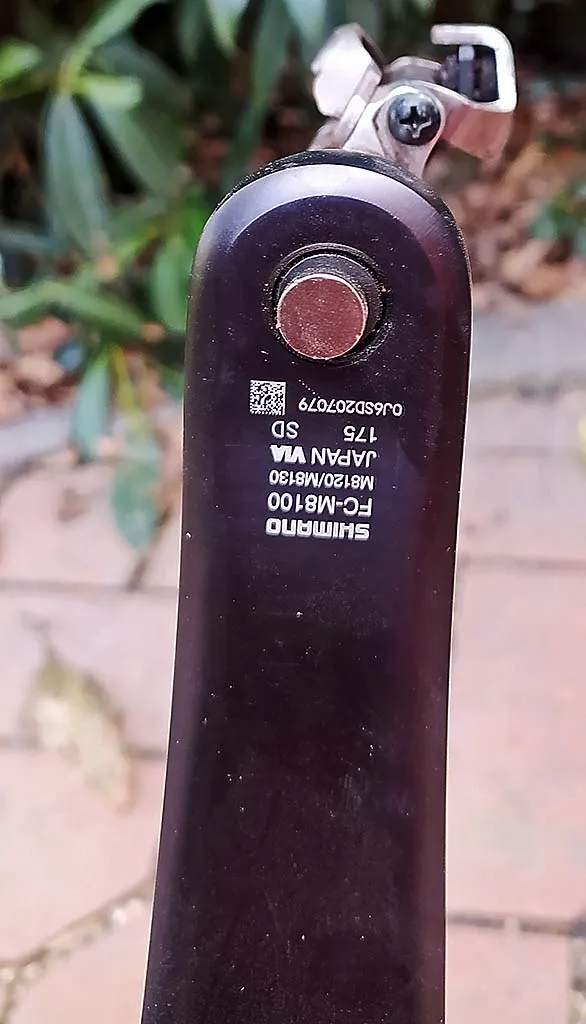 SHIMANO
FC-M8100
M8120/M8130
JAPAN VIA
175 SD
0J6SD207079